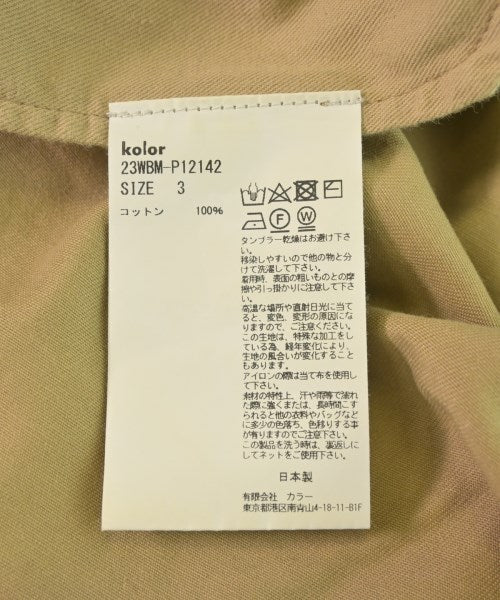 kolor
23WBM-P12142
SIZE 3
コットン 100%
タンブラー乾燥はお避け下さ
い。
移染しやすいので他の物と分
けて洗濯して下さい。
着用時、表面の粗いものとの摩
擦や引っ掛かりに注意して下さ
い。
高温な場所や直射日光に当て
ると、変色、変形の原因にな
りますので、ご注意ください。
この生地は、特殊な加工をし
ている為、経年変化により、
生地の風合いが変化すること
もあります。
アイロンの際は当て布を使用し
て下さい。
素材の特性上、汗や雨等で濡れ
た際に強くまたは、長時間こす
られると他の衣料やバッグなど
に多少の色落ち、色移りする事
が有りますのでご注意下さい。
この製品を洗う時は、裏返しに
してネットをご使用下さい。
日本製
有限会社 カラー
東京都港区南青山4-18-11-B1F